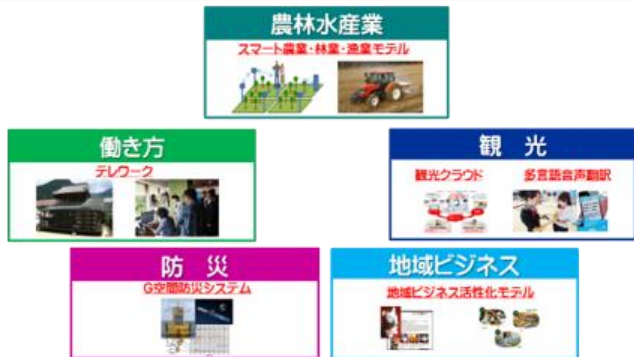 農林水産業
スマート農業・林業・漁業モデル
働き方
テレワーク
観 光
観光クラウド 多言語音声翻訳
防 災
G空間防災システム
地域ビジネス
地域ビジネス活性化モデル